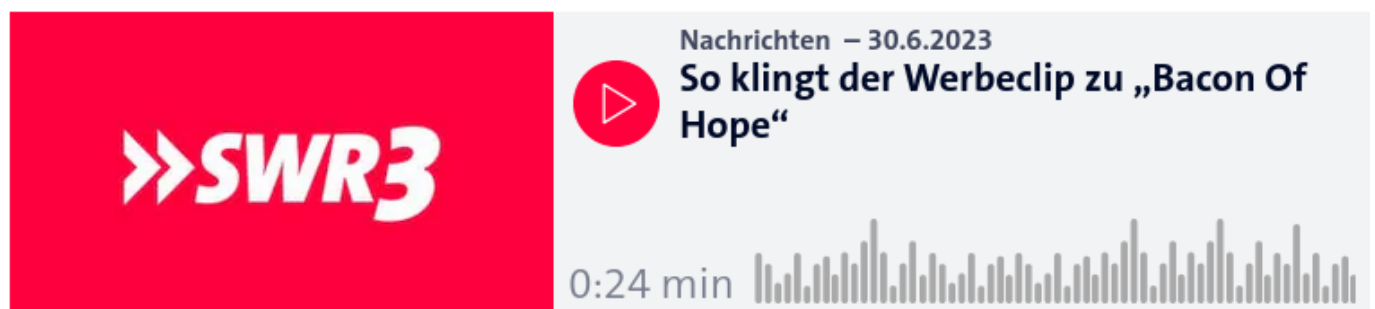 »SWR3
Nachrichten – 30.6.2023
So klingt der Werbeclip zu „Bacon Of
Hope“
0:24 min